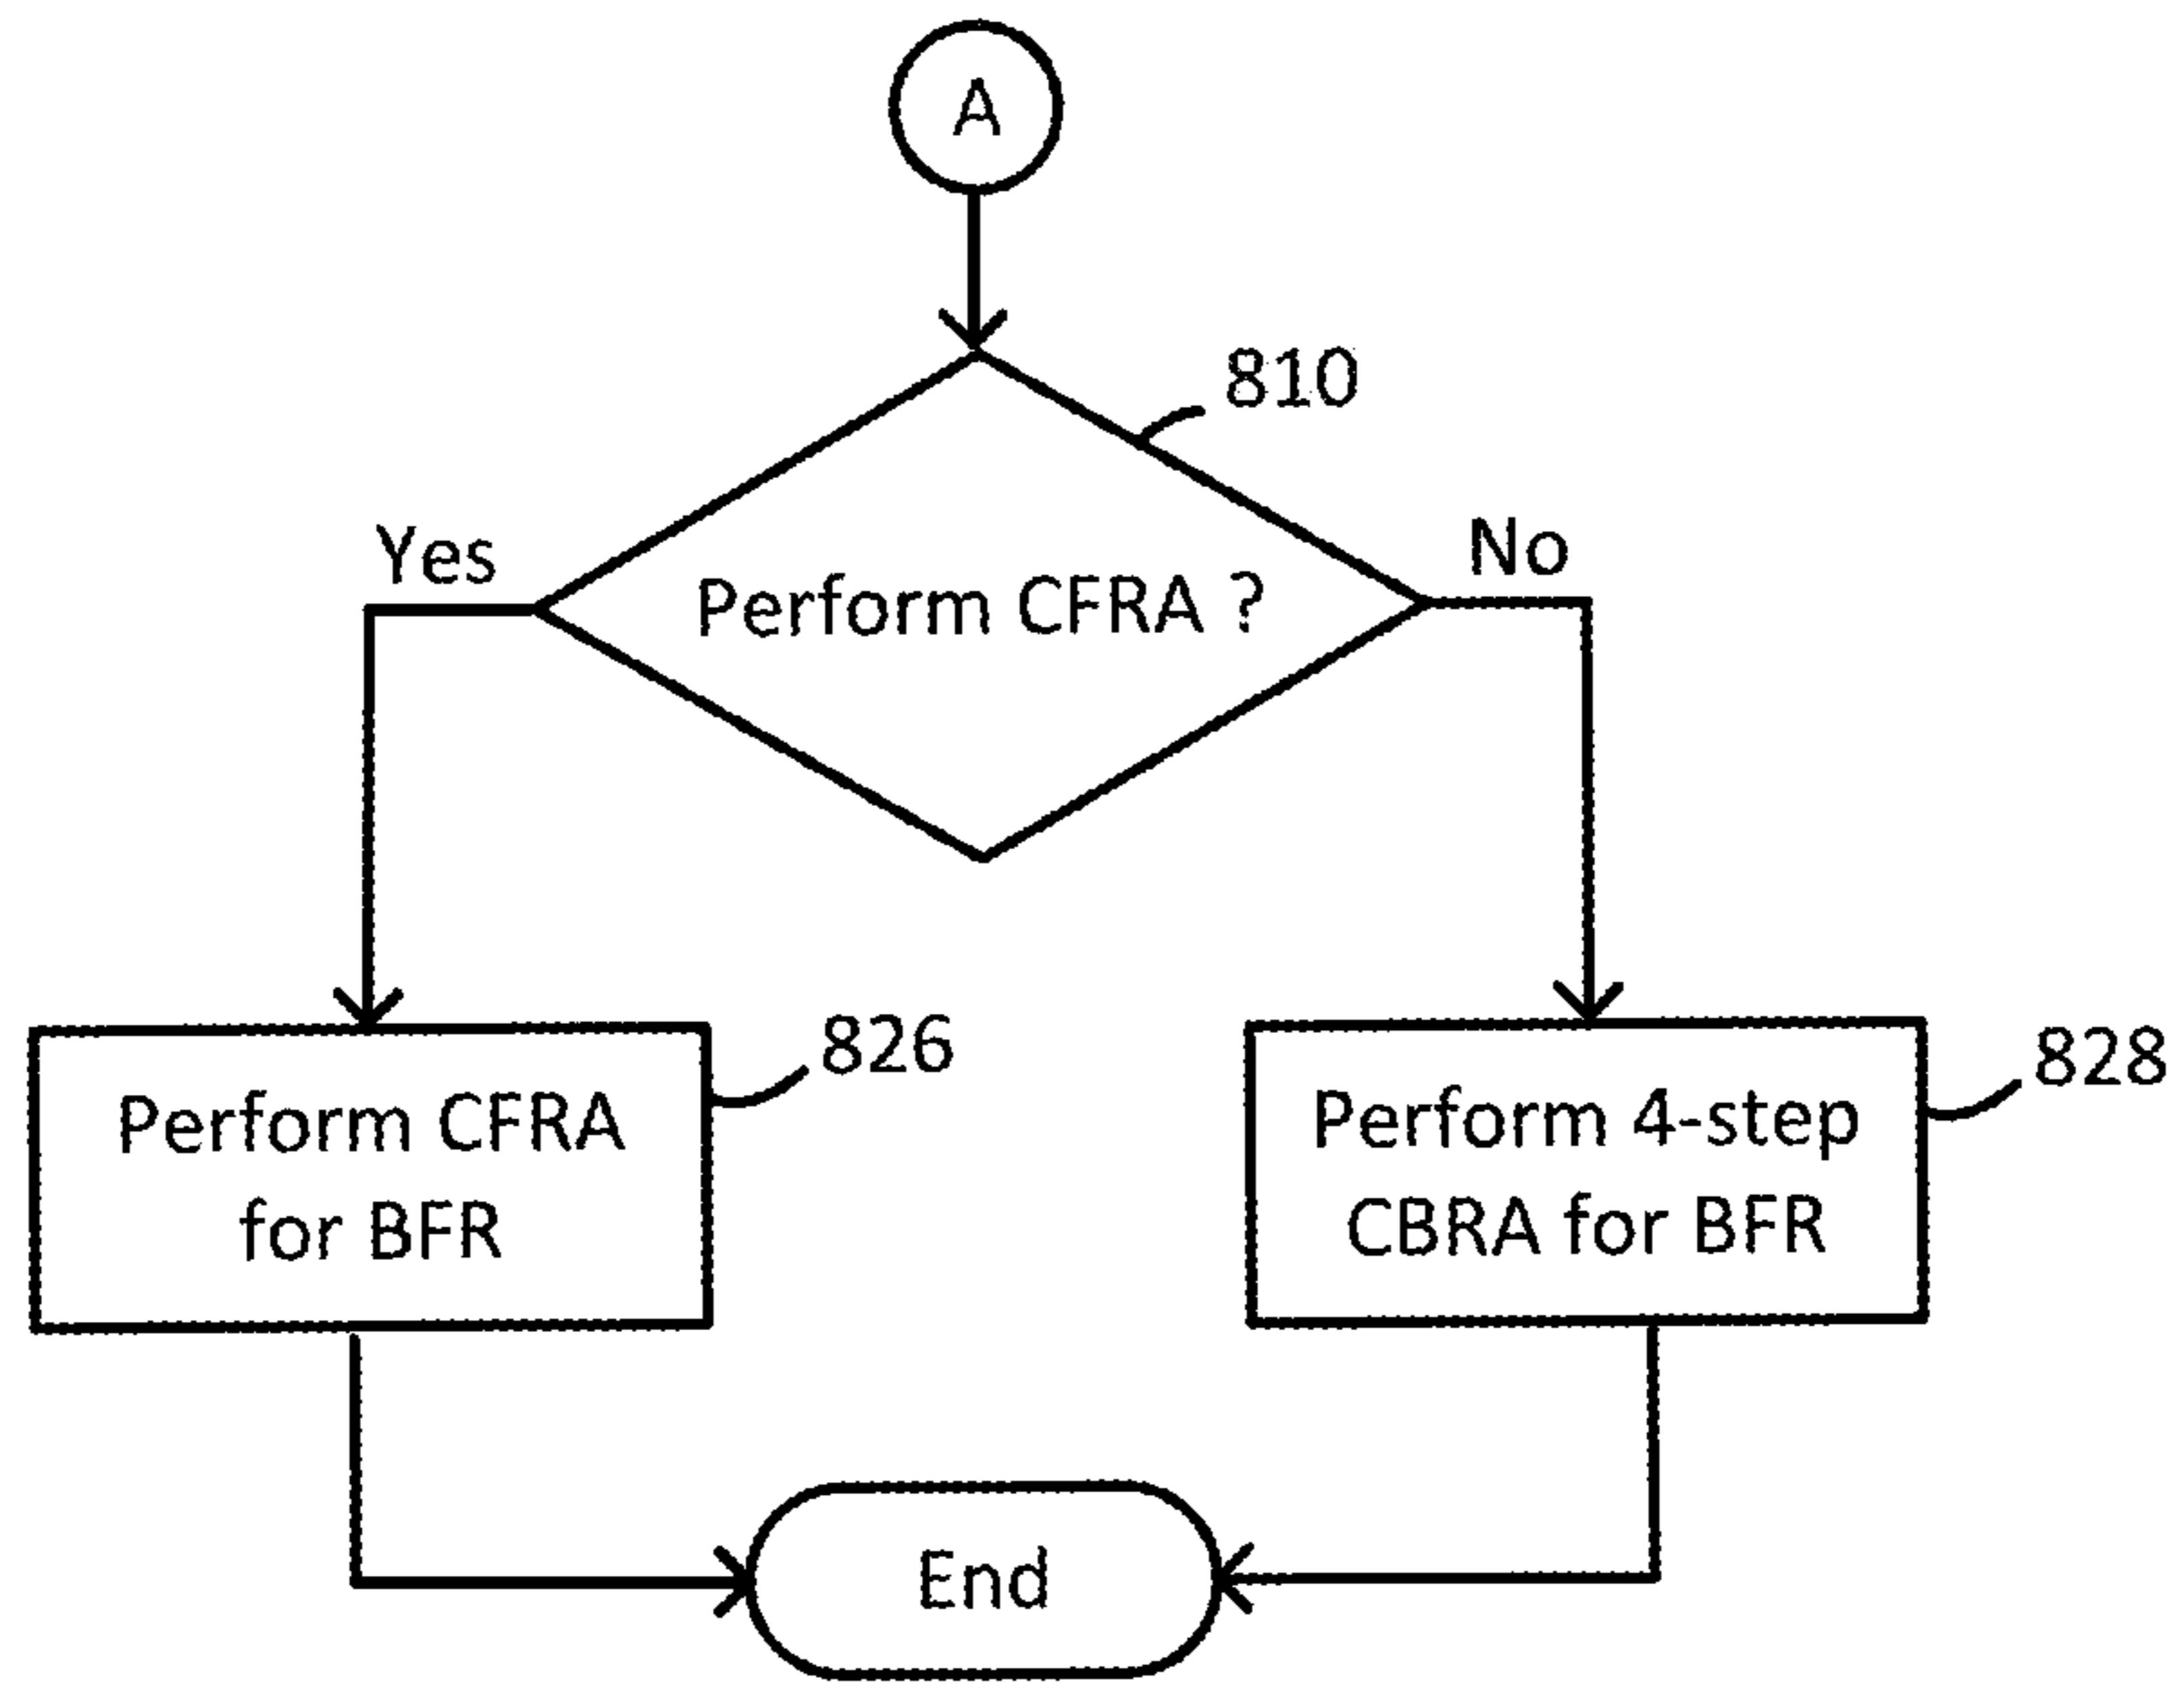 A
810
Yes
No
Perform CFRA ?
826
828
Perform CFRA
for BFR
Perform 4-step
CBRA for BFR
End